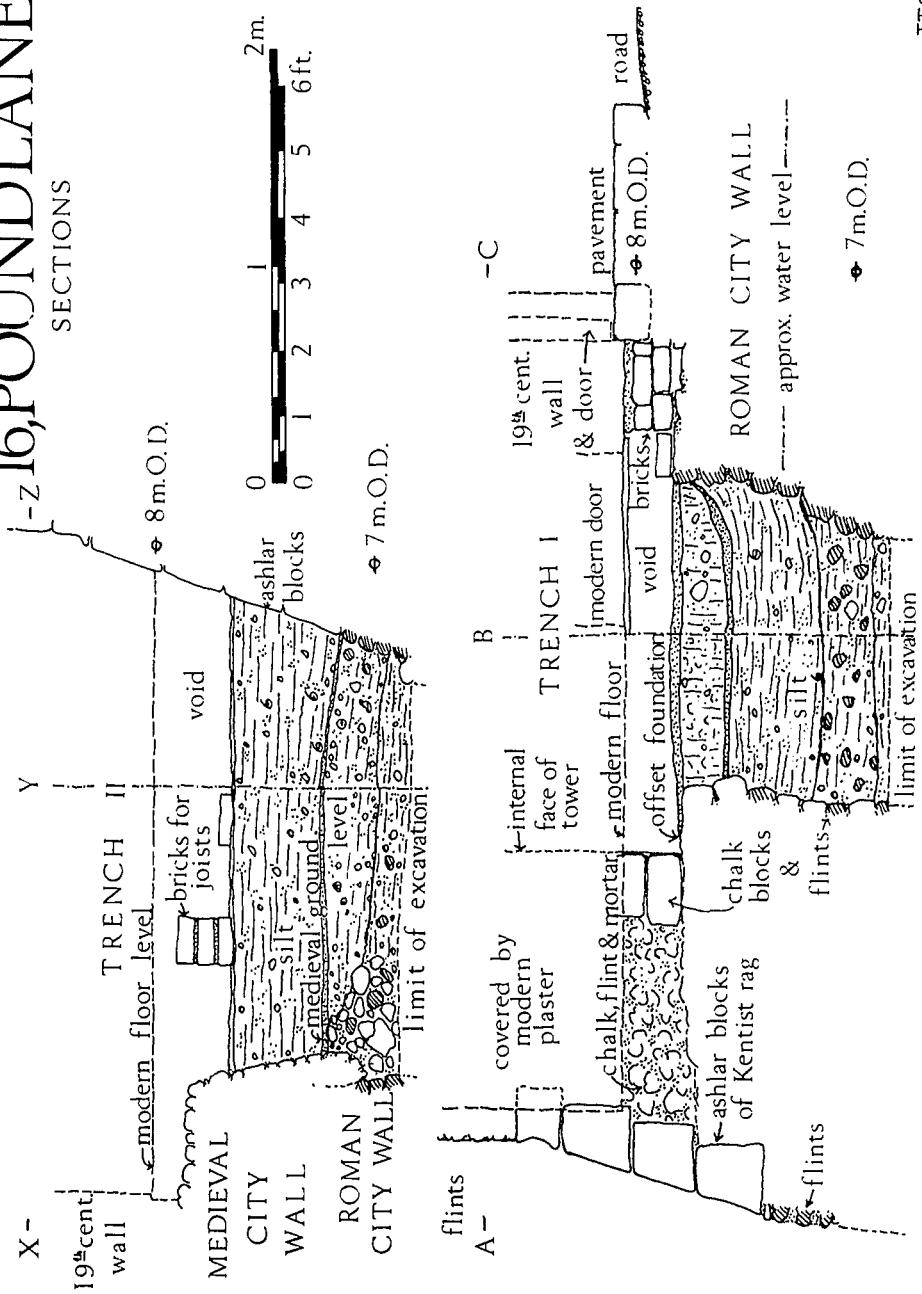 16, POUND LANE
SECTIONS
X-
Y
-Z
19th cent.
wall
modern floor level
TRENCH II
8 m.O.D.
bricks for
joists
void
MEDIEVAL
CITY
WALL
silt
ashlar
blocks
medieval ground level
7 m.O.D.
ROMAN
CITY WALL
limit of excavation
0 1 2m.
0 1 2 3 4 5 6ft.
A-
B
-C
flints
covered by
modern
plaster
internal
face of
tower
TRENCH I
modern door
19th cent.
wall
& door
pavement
road
chalk, flint & mortar
modern floor
offset foundation
void
bricks
8 m.O.D.
ashlar blocks
of Kentist rag
chalk
blocks
&
flints
silt
ROMAN CITY WALL
approx. water level
flints
7 m.O.D.
limit of excavation